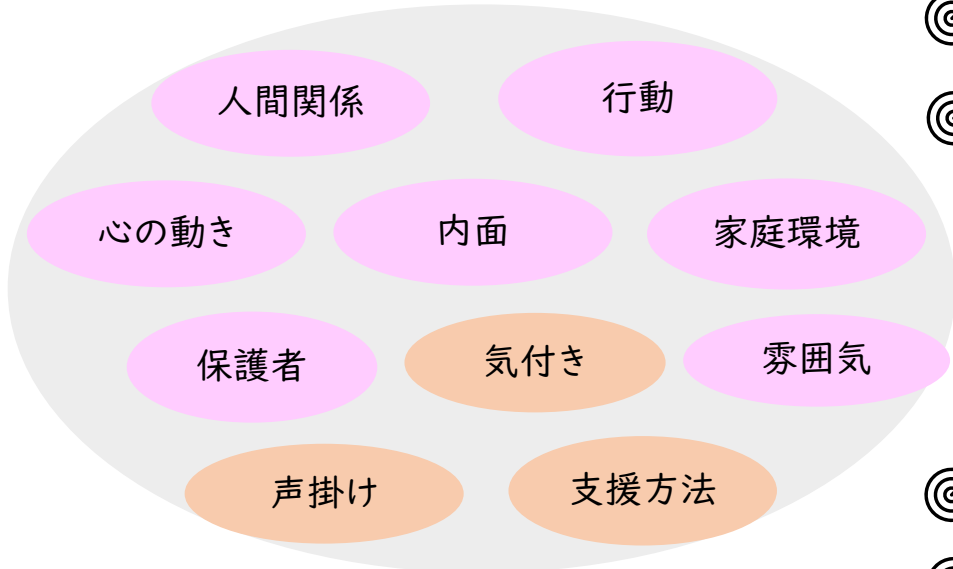 人間関係
行動
心の動き
内面
家庭環境
保護者
気付き
雰囲気
声掛け
支援方法